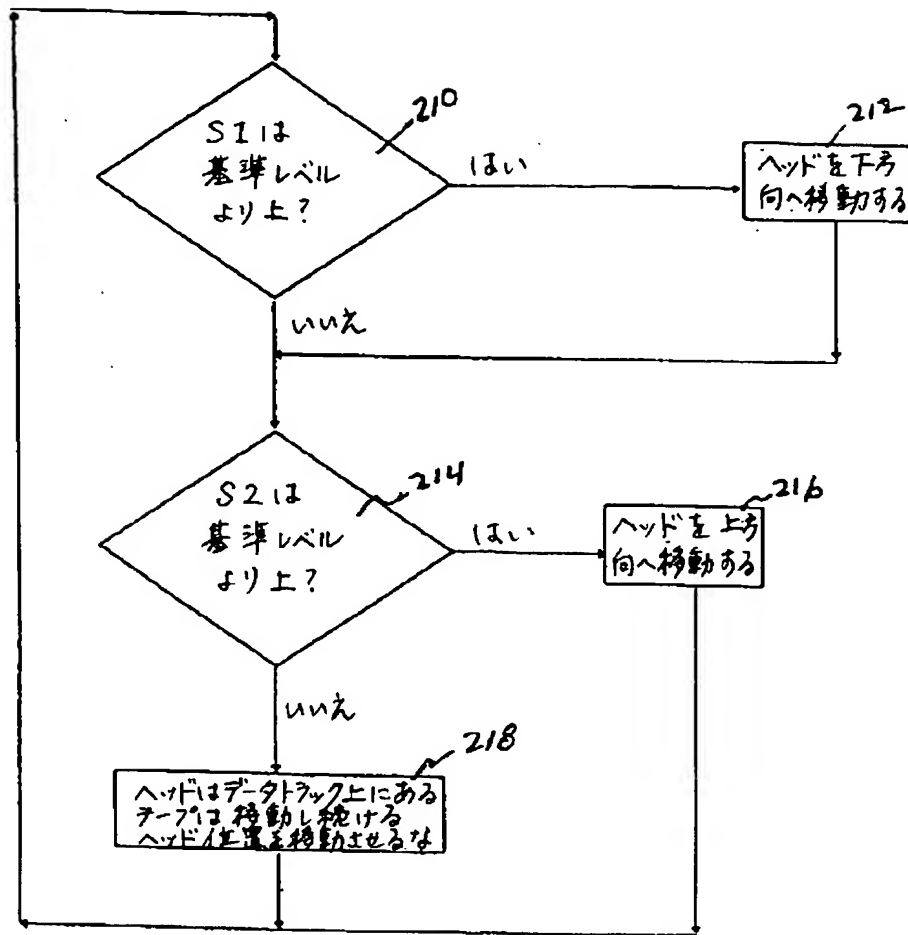 210
S1は
基準レベル
より上?
はい
212
ヘッドを下方
向へ移動する
いいえ
214
S2は
基準レベル
より上?
はい
216
ヘッドを上方
向へ移動する
いいえ
218
ヘッドはデータトラック上にある
テープは移動し続ける
ヘッド位置を移動させるな